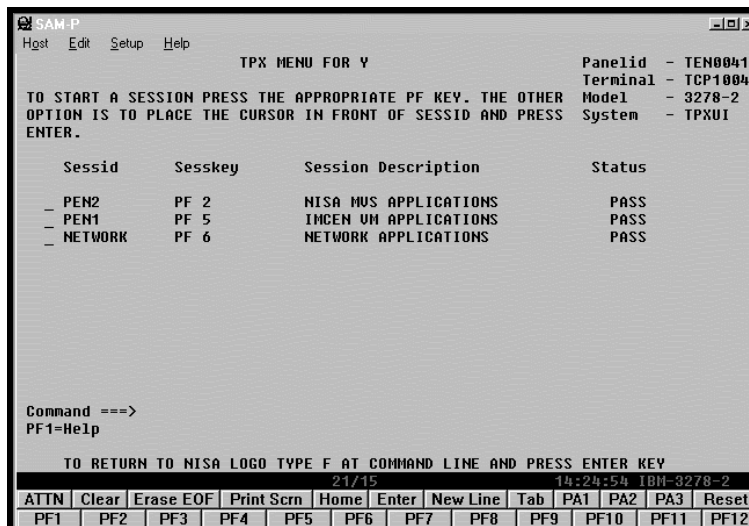 SAM-P
Host Edit Setup Help
TPX MENU FOR Y Panelid - TEN0041
Terminal - TCP1004
TO START A SESSION PRESS THE APPROPRIATE PF KEY. THE OTHER Model - 3278-2
OPTION IS TO PLACE THE CURSOR IN FRONT OF SESSID AND PRESS System - TPXUI
ENTER.
Sessid Sesskey Session Description Status
_ PEN2 PF 2 NISA MVS APPLICATIONS PASS
_ PEN1 PF 5 IMCEN VM APPLICATIONS PASS
_ NETWORK PF 6 NETWORK APPLICATIONS PASS
Command ===>
PF1=Help
TO RETURN TO NISA LOGO TYPE F AT COMMAND LINE AND PRESS ENTER KEY
21/15 14:24:54 IBM-3278-2
ATTN Clear Erase EOF Print Scrn Home Enter New Line Tab PA1 PA2 PA3 Reset
PF1 PF2 PF3 PF4 PF5 PF6 PF7 PF8 PF9 PF10 PF11 PF12